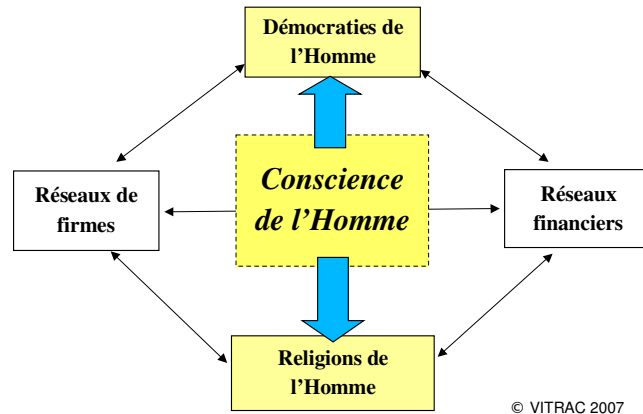 Démocraties de
l'Homme
Conscience
de l'Homme
Réseaux de
firmes
Réseaux
financiers
Religions de
l'Homme
© VITRAC 2007